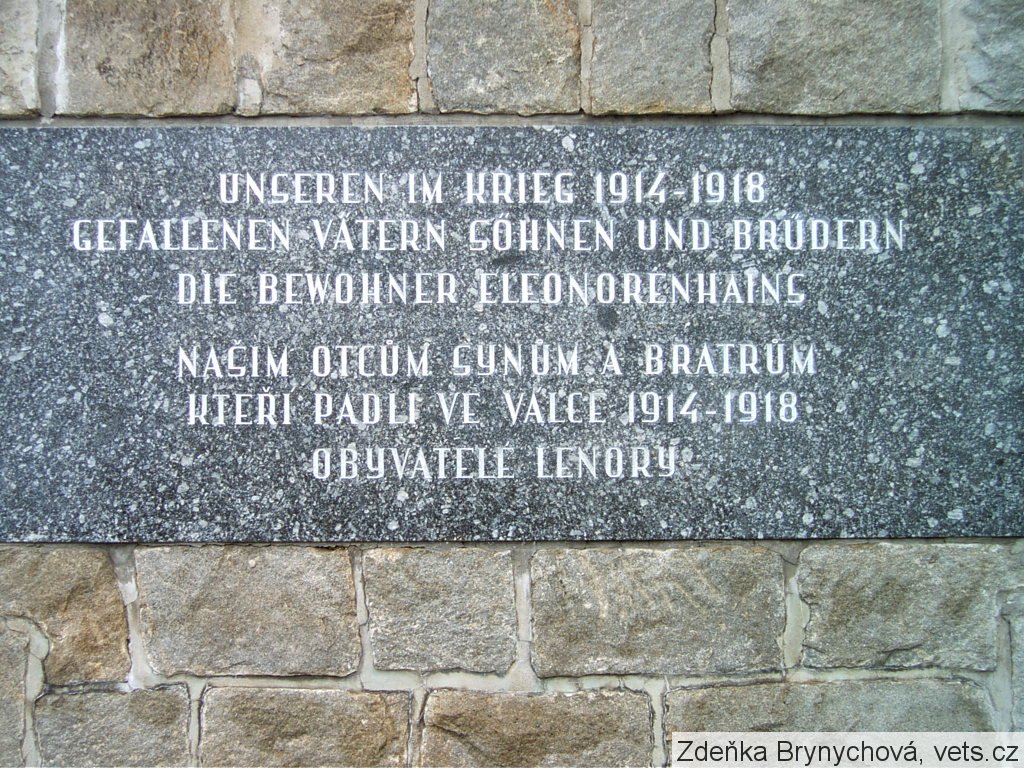 UNSEREN IM KRIEG 1914-1918
GEFALLENEN VÄTERN SÖHNEN UND BRÜDERN
DIE BEWOHNER ELEONORENHAINS
NAŠIM OTCŮM SYNŮM A BRATRŮM
KTEŘÍ PADLI VE VÁLCE 1914-1918
OBYVATELÉ LENORY
Zdeňka Brynychová, vets.cz